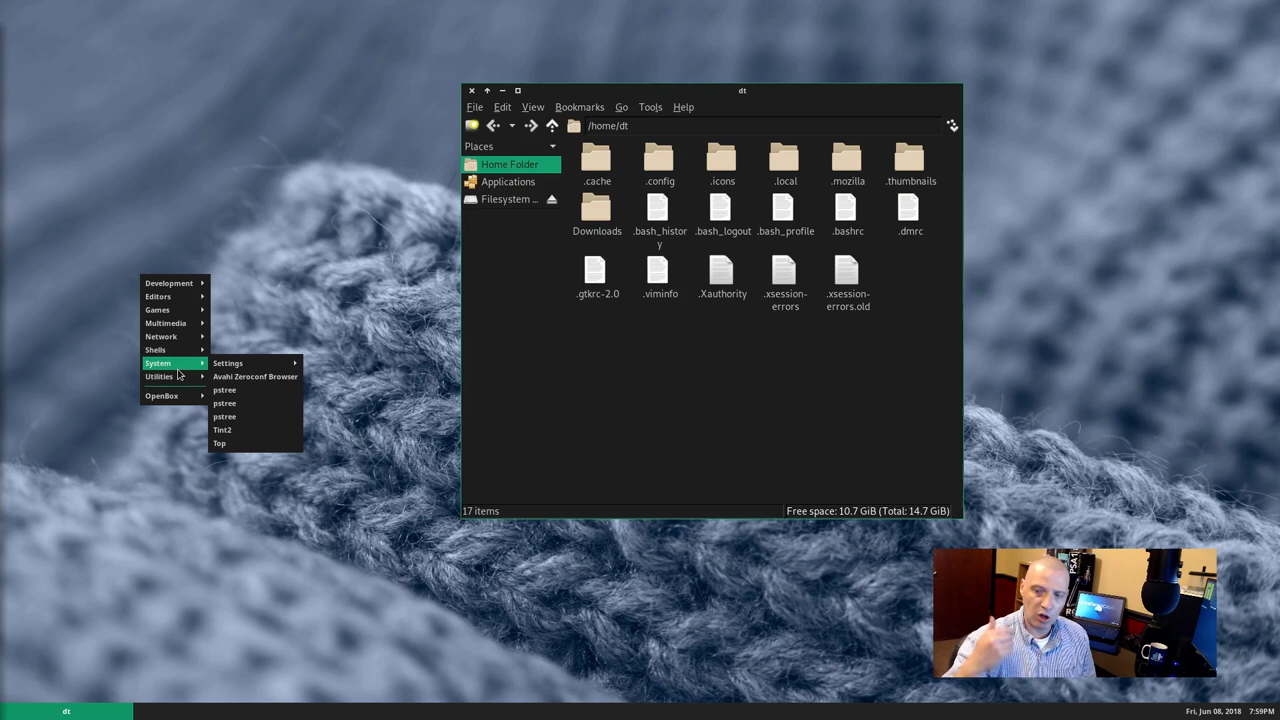 dt
File Edit View Bookmarks Go Tools Help
/home/dt
Places
Home Folder
Applications
Filesystem ...
.cache .config .icons .local .mozilla .thumbnails
Downloads .bash_histor .bash_logout .bash_profile .bashrc .dmrc
y
.gtkrc-2.0 .viminfo .Xauthority .xsession- .xsession-
errors errors.old
17 items Free space: 10.7 GiB (Total: 14.7 GiB)
Development
Editors
Games
Multimedia
Network
Shells
System
Utilities
OpenBox
Settings
Avahi Zeroconf Browser
pstree
pstree
pstree
Tint2
Top
PSA1
dt Fri, Jun 08, 2018 7:59PM